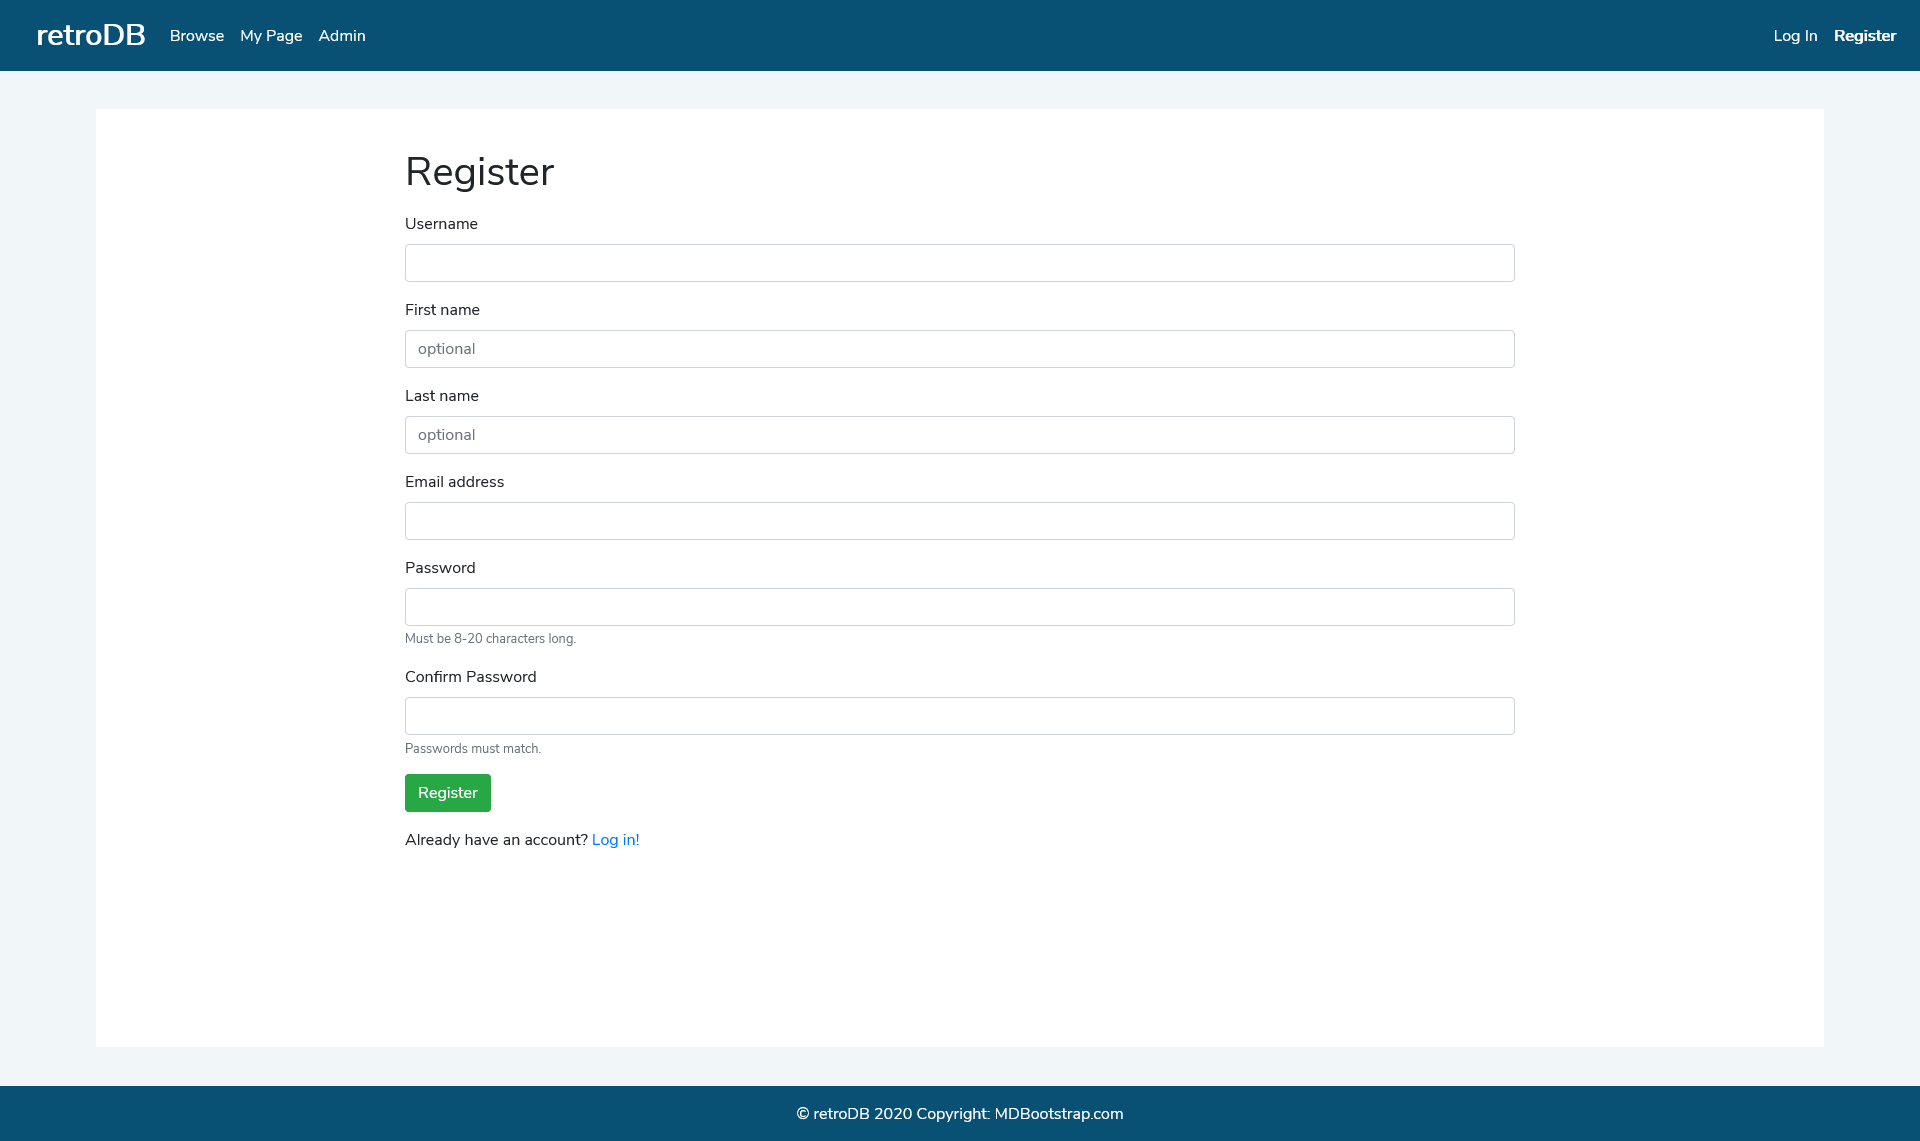 retroDB Browse My Page Admin Log In Register
Register
Username
First name
optional
Last name
optional
Email address
Password
Must be 8-20 characters long.
Confirm Password
Passwords must match.
Register
Already have an account? Log in!
© retroDB 2020 Copyright: MDBootstrap.com